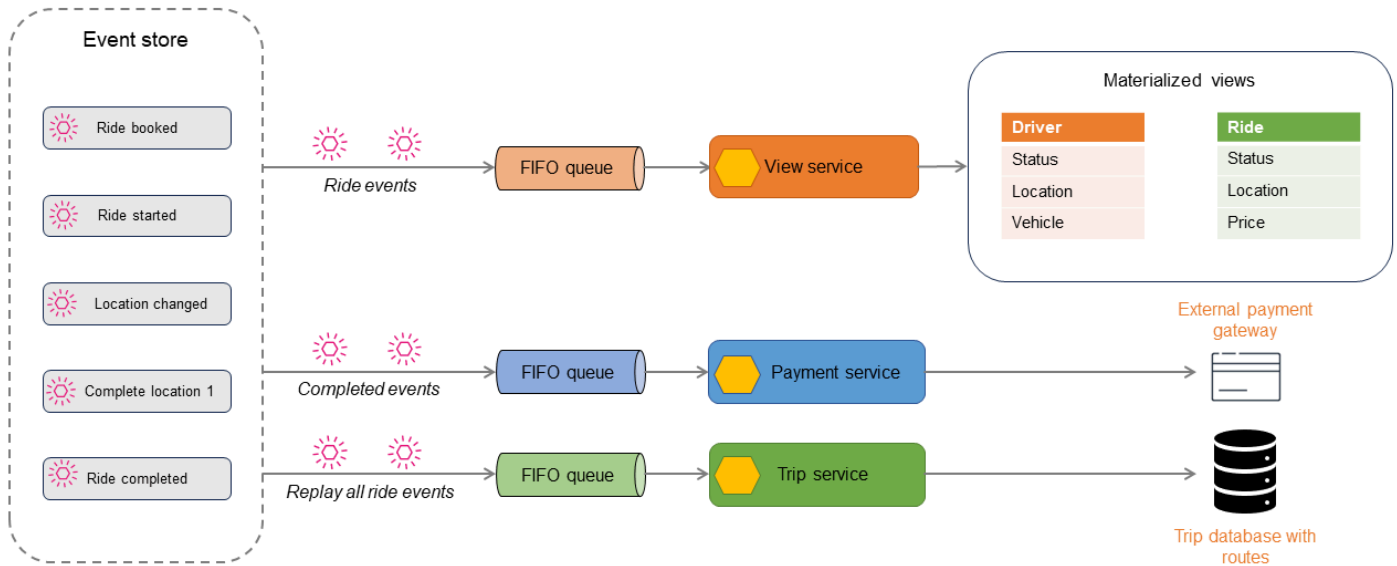 Event store
Ride booked
Ride started
Location changed
Complete location 1
Ride completed
Ride events
FIFO queue
View service
Materialized views
Driver
Status
Location
Vehicle
Ride
Status
Location
Price
Completed events
FIFO queue
Payment service
External payment
gateway
Replay all ride events
FIFO queue
Trip service
Trip database with
routes